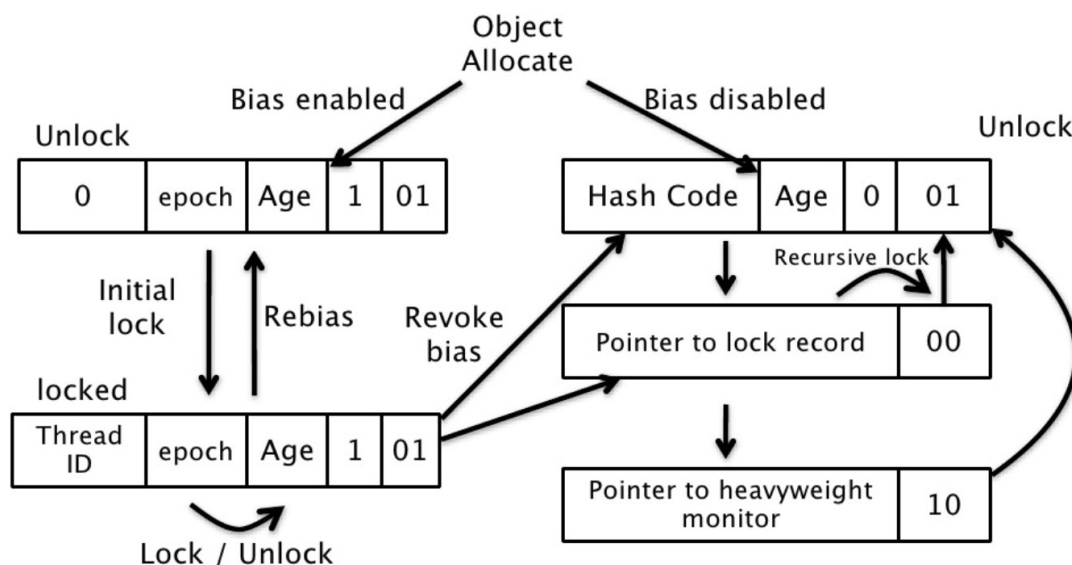 Object
Allocate
Bias enabled
Bias disabled
Unlock
Unlock
0 epoch Age 1 01
Hash Code Age 0 01
Recursive lock
Initial
lock
Rebias
Revoke
bias
Pointer to lock record 00
locked
Thread
ID epoch Age 1 01
Pointer to heavyweight
monitor 10
Lock / Unlock